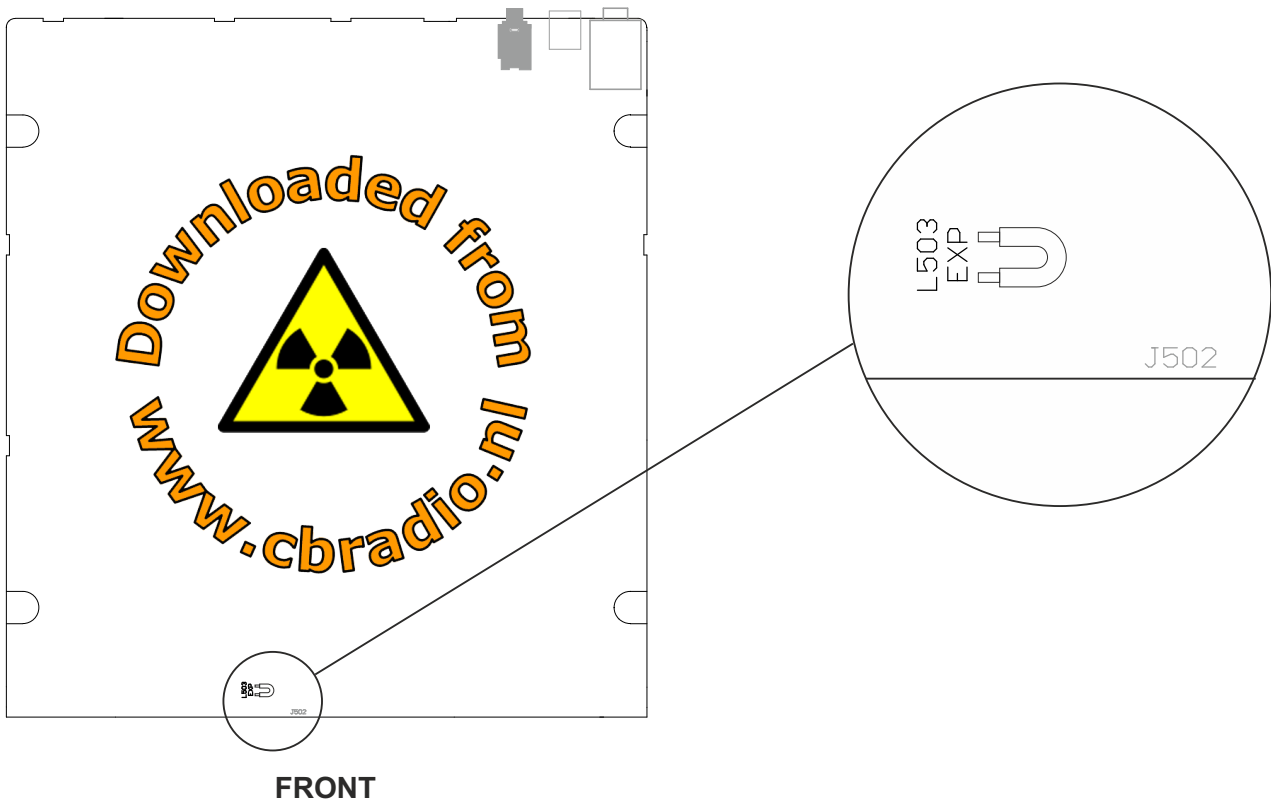 Downloaded from
www.cbradio.nl
L503
EXP
J502
L503
EXP
J502
FRONT